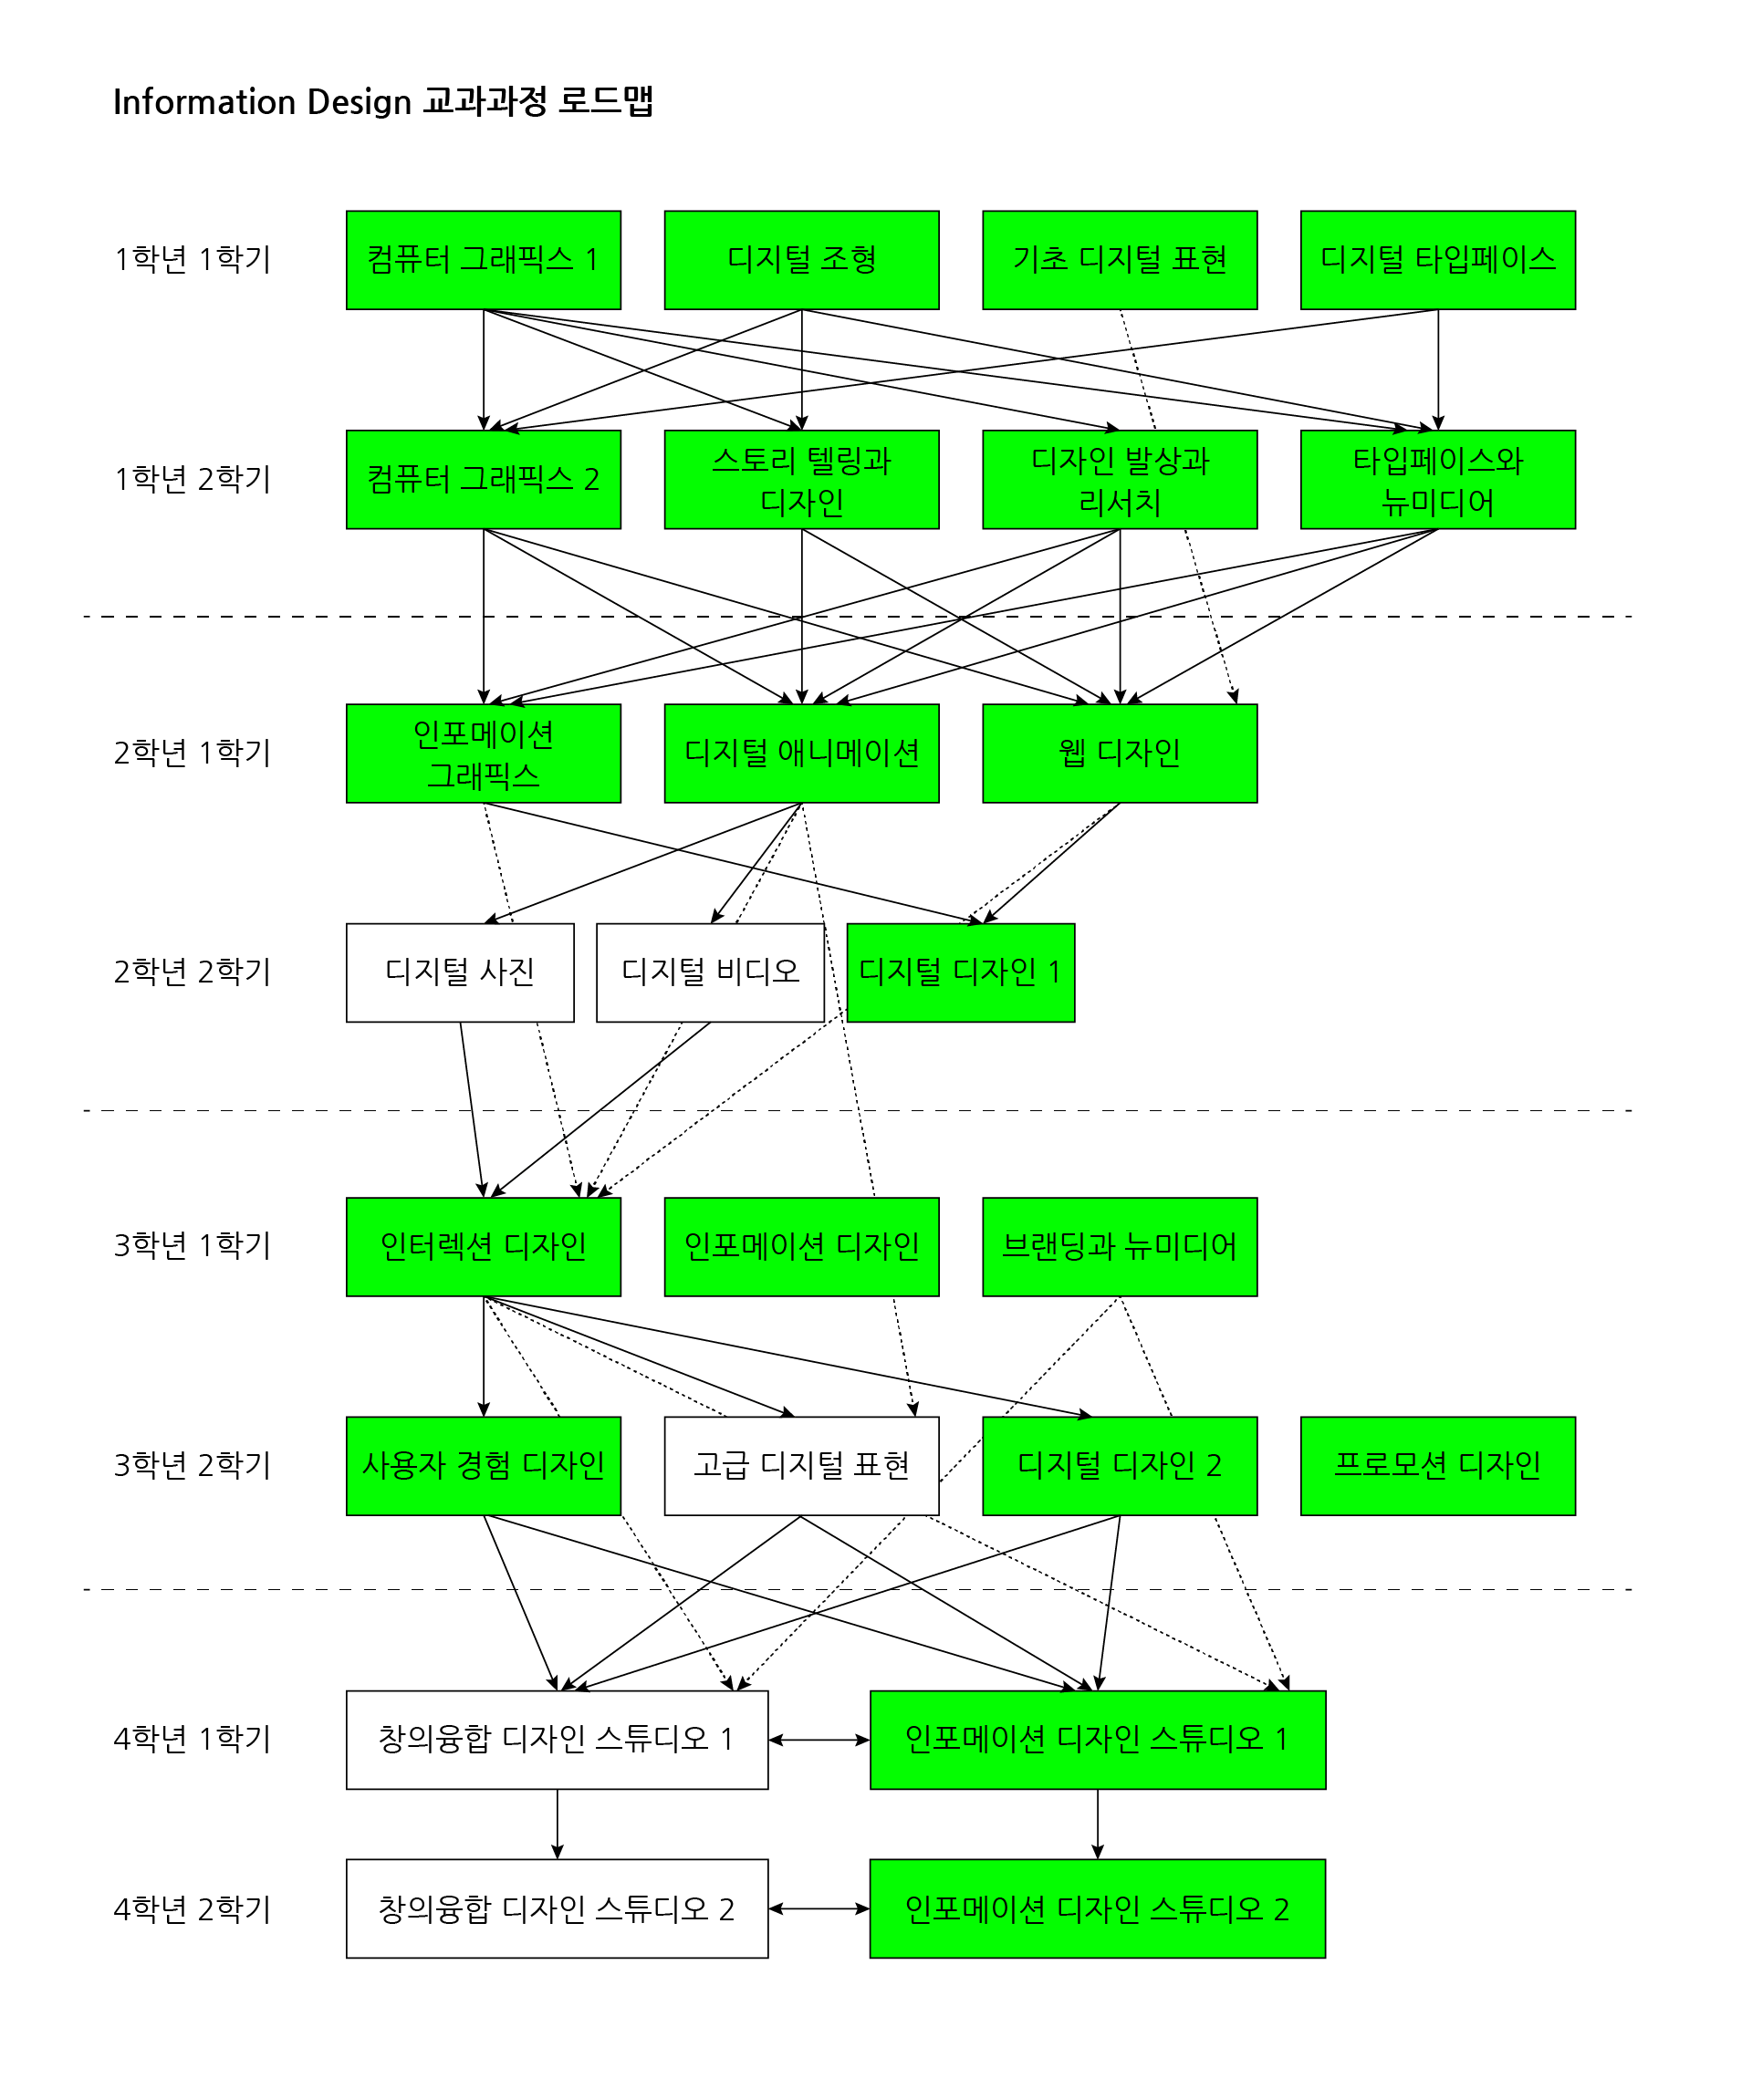 Information Design 교과과정 로드맵
1학년 1학기
컴퓨터 그래픽스 1
디지털 조형
기초 디지털 표현
디지털 타입페이스
1학년 2학기
컴퓨터 그래픽스 2
스토리 텔링과
디자인
디자인 발상과
리서치
타입페이스와
뉴미디어
2학년 1학기
인포메이션
그래픽스
디지털 애니메이션
웹 디자인
2학년 2학기
디지털 사진
디지털 비디오
디지털 디자인 1
3학년 1학기
인터렉션 디자인
인포메이션 디자인
브랜딩과 뉴미디어
3학년 2학기
사용자 경험 디자인
고급 디지털 표현
디지털 디자인 2
프로모션 디자인
4학년 1학기
창의융합 디자인 스튜디오 1
인포메이션 디자인 스튜디오 1
4학년 2학기
창의융합 디자인 스튜디오 2
인포메이션 디자인 스튜디오 2